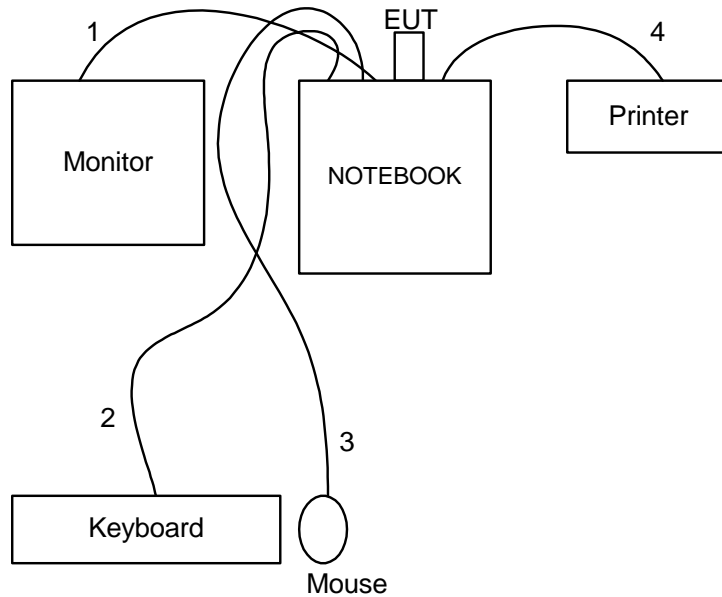 1
EUT
4
Monitor
NOTEBOOK
Printer
2
3
Keyboard
Mouse